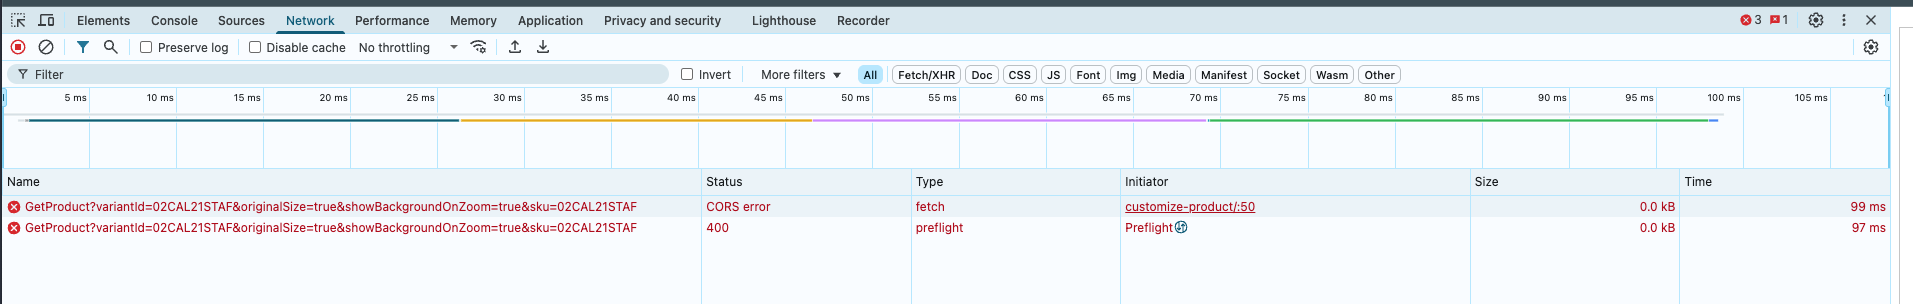 Elements Console Sources Network Performance Memory Application Privacy and security Lighthouse Recorder 3 1
Preserve log Disable cache No throttling
Filter Invert More filters All Fetch/XHR Doc CSS JS Font Img Media Manifest Socket Wasm Other
5 ms 10 ms 15 ms 20 ms 25 ms 30 ms 35 ms 40 ms 45 ms 50 ms 55 ms 60 ms 65 ms 70 ms 75 ms 80 ms 85 ms 90 ms 95 ms 100 ms 105 ms
Name Status Type Initiator Size Time
GetProduct?variantId=02CAL21STAF&originalSize=true&showBackgroundOnZoom=true&sku=02CAL21STAF CORS error fetch customize-product/:50 0.0 kB 99 ms
GetProduct?variantId=02CAL21STAF&originalSize=true&showBackgroundOnZoom=true&sku=02CAL21STAF 400 preflight Preflight 0.0 kB 97 ms